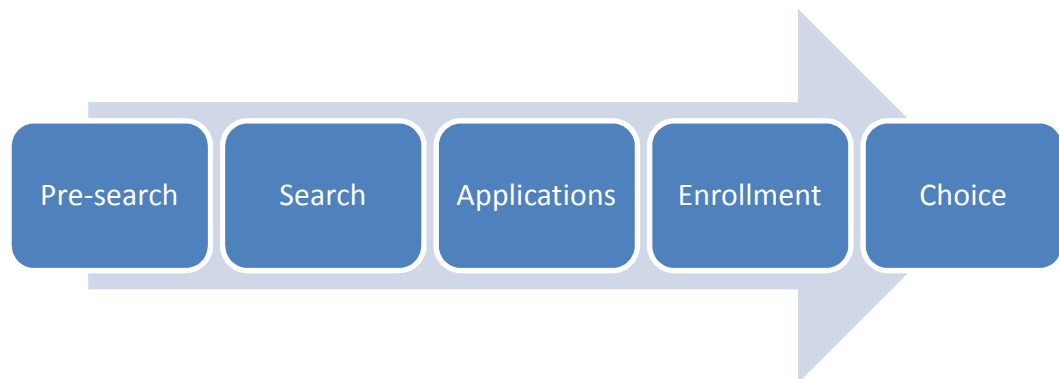 Pre-search
Search
Applications
Enrollment
Choice